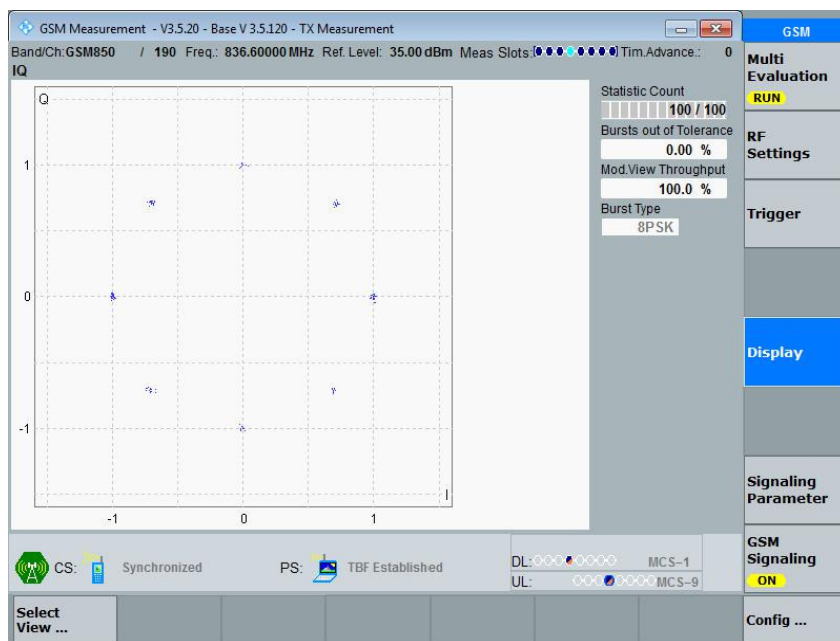 GSM Measurement - V3.5.20 - Base V 3.5.120 - TX Measurement
GSM
Band/Ch:GSM850 / 190 Freq.: 836.60000 MHz Ref. Level: 35.00 dBm Meas Slots: Tim.Advance.: 0
IQ
Multi
Evaluation
RUN
Statistic Count
100 / 100
Bursts out of Tolerance
0.00 %
Mod.View Throughput
100.0 %
Burst Type
8PSK
RF
Settings
Trigger
Display
Signaling
Parameter
GSM
Signaling
ON
Q
1
0
-1
I
-1 0 1
CS: Synchronized PS: TBF Established
DL: MCS-1
UL: MCS-9
Select
View ...
Config ...